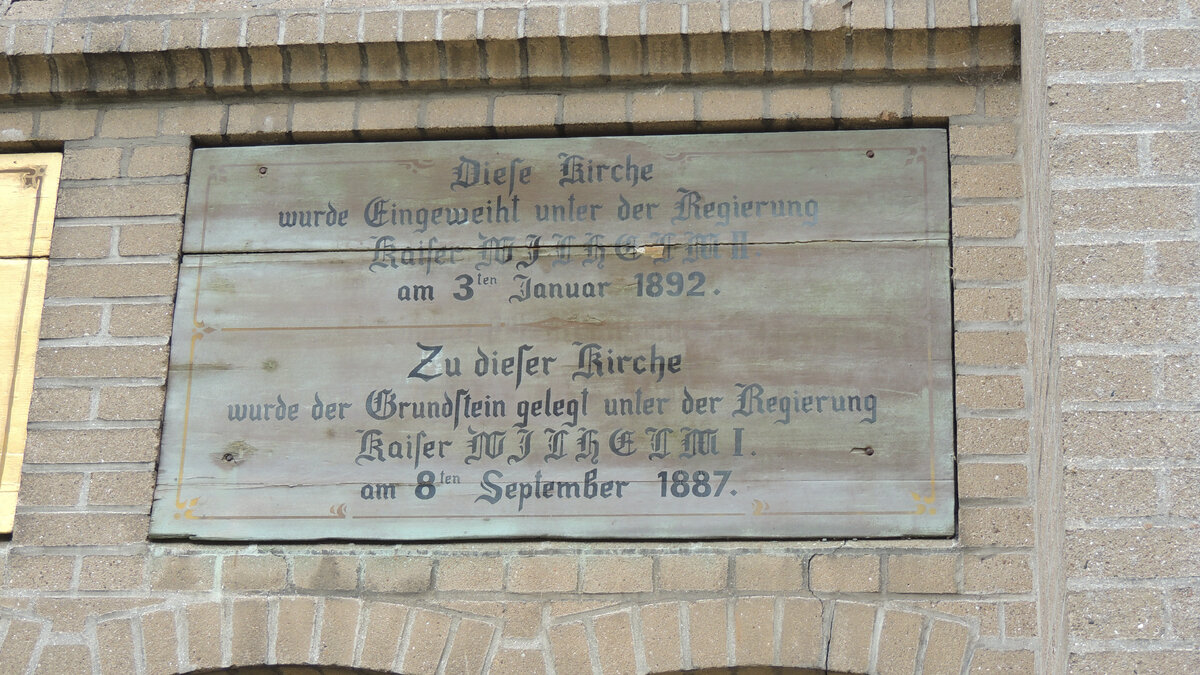 Diese Kirche
wurde Eingeweiht unter der Regierung
Kaiser WILHELM II.
am 3ten Januar 1892.
Zu dieser Kirche
wurde der Grundstein gelegt unter der Regierung
Kaiser WILHELM I.
am 8ten September 1887.